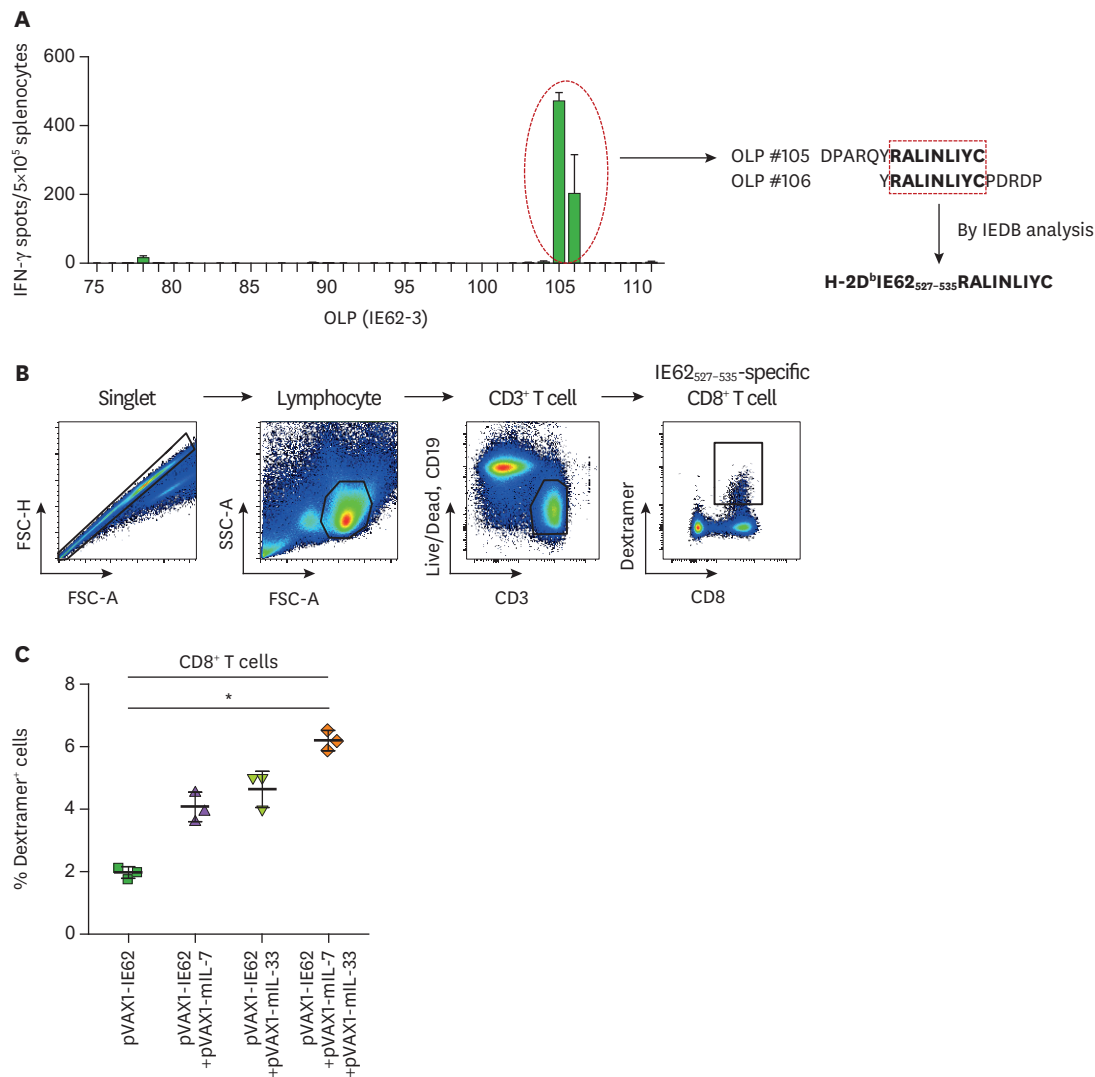 A
IFN-γ spots/5×10⁵ splenocytes
600
400
200
0
75 80 85 90 95 100 105 110
OLP (IE62-3)
OLP #105 DPARQYRALINLIYC
OLP #106 YRALINLIYCPDRDP
By IEDB analysis
H-2DᵇIE62₅₂₇₋₅₃₅RALINLIYC
B
Singlet
Lymphocyte
CD3⁺ T cell
IE62₅₂₇₋₅₃₅-specific
CD8⁺ T cell
FSC-H
FSC-A
SSC-A
FSC-A
Live/Dead, CD19
CD3
Dextramer
CD8
C
CD8⁺ T cells
*
% Dextramer⁺ cells
8
6
4
2
0
pVAX1-IE62
pVAX1-IE62
+pVAX1-mIL-7
pVAX1-IE62
+pVAX1-mIL-33
pVAX1-IE62
+pVAX1-mIL-7
+pVAX1-mIL-33